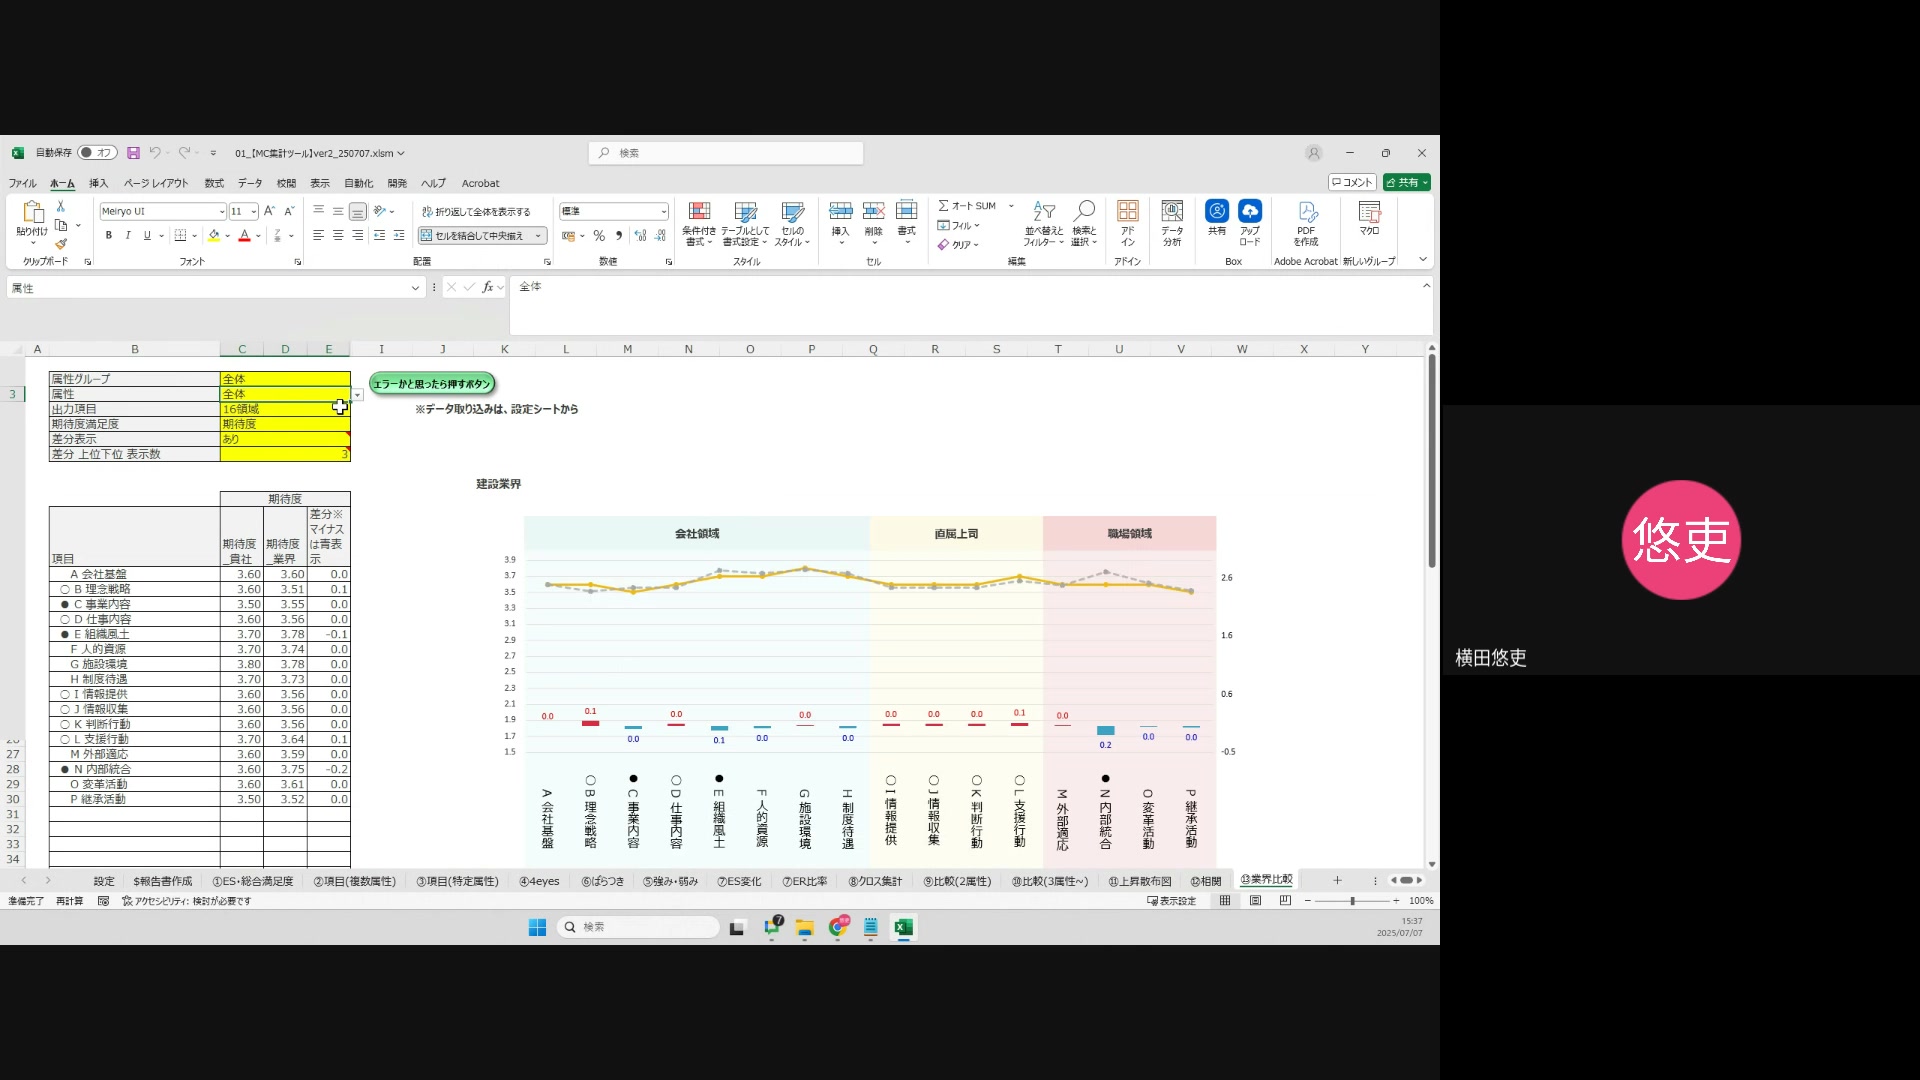 自動保存 オフ 01_【MC集計ツール】ver2_250707.xlsm 検索
ファイル ホーム 挿入 ページ レイアウト 数式 データ 校閲 表示 自動化 開発 ヘルプ Acrobat コメント 共有
貼り付け Meiryo UI 11 折り返して全体を表示する 標準 オート SUM
B I U セルを結合して中央揃え 条件付き書式 テーブルとして書式設定 セルのスタイル 挿入 削除 書式 フィル クリア 並べ替えとフィルター 検索と選択 アドイン データ分析 共有 アップロード PDFを作成 マクロ
クリップボード フォント 配置 数値 スタイル セル 編集 アドイン Box Adobe Acrobat 新しいグループ
属性 fx 全体
A B C D E I J K L M N O P Q R S T U V W X Y
属性グループ 全体
3 属性 全体
出力項目 16領域
期待度満足度 期待度
差分表示 あり
差分 上位下位 表示数 3
エラーかと思ったら押すボタン
※データ取り込みは、設定シートから
期待度
項目 期待度_貴社 期待度_業界 差分※マイナスは青表示
A 会社基盤 3.60 3.60 0.0
○ B 理念戦略 3.60 3.51 0.1
● C 事業内容 3.50 3.55 0.0
○ D 仕事内容 3.60 3.56 0.0
● E 組織風土 3.70 3.78 -0.1
F 人的資源 3.70 3.74 0.0
G 施設環境 3.80 3.78 0.0
H 制度待遇 3.70 3.73 0.0
○ I 情報提供 3.60 3.56 0.0
○ J 情報収集 3.60 3.56 0.0
○ K 判断行動 3.60 3.56 0.0
○ L 支援行動 3.70 3.64 0.1
27 M 外部適応 3.60 3.59 0.0
28 ● N 内部統合 3.60 3.75 -0.2
29 O 変革活動 3.60 3.61 0.0
30 P 継承活動 3.50 3.52 0.0
31
32
33
34
建設業界
会社領域 直属上司 職場領域
3.9
3.7
3.5
3.3
3.1
2.9
2.7
2.5
2.3
2.1
1.9
1.7
1.5
2.6
1.6
0.6
-0.5
0.0 0.1 0.0 0.0 0.1 0.0 0.0 0.0 0.0 0.0 0.0 0.1 0.0 0.2 0.0 0.0
A 会社基盤
○B 理念戦略
●C 事業内容
○D 仕事内容
●E 組織風土
F 人的資源
G 施設環境
H 制度待遇
○I 情報提供
○J 情報収集
○K 判断行動
○L 支援行動
M 外部適応
●N 内部統合
O 変革活動
P 継承活動
設定 $報告書作成 ①ES・総合満足度 ②項目(複数属性) ③項目(特定属性) ④4eyes ⑥ばらつき ⑤強み・弱み ⑦ES変化 ⑦ER比率 ⑧クロス集計 ⑨比較(2属性) ⑩比較(3属性~) ⑪上昇散布図 ⑫相関 ⑬業界比較
準備完了 再計算 アクセシビリティ: 検討が必要です 表示設定 100%
検索 7 15:37
2025/07/07
悠吏
横田悠吏